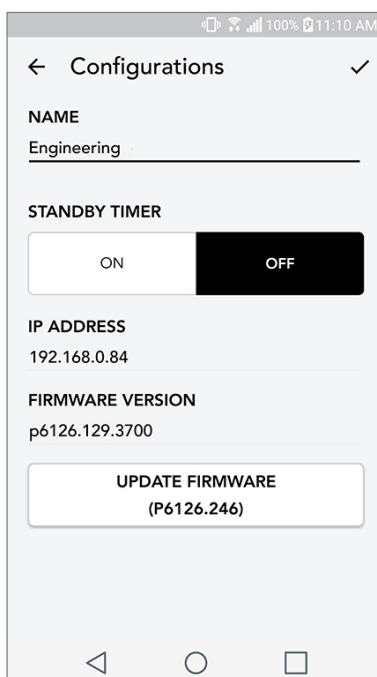 100% 11:10 AM
Configurations
NAME
Engineering
STANDBY TIMER
ON OFF
IP ADDRESS
192.168.0.84
FIRMWARE VERSION
p6126.129.3700
UPDATE FIRMWARE
(P6126.246)